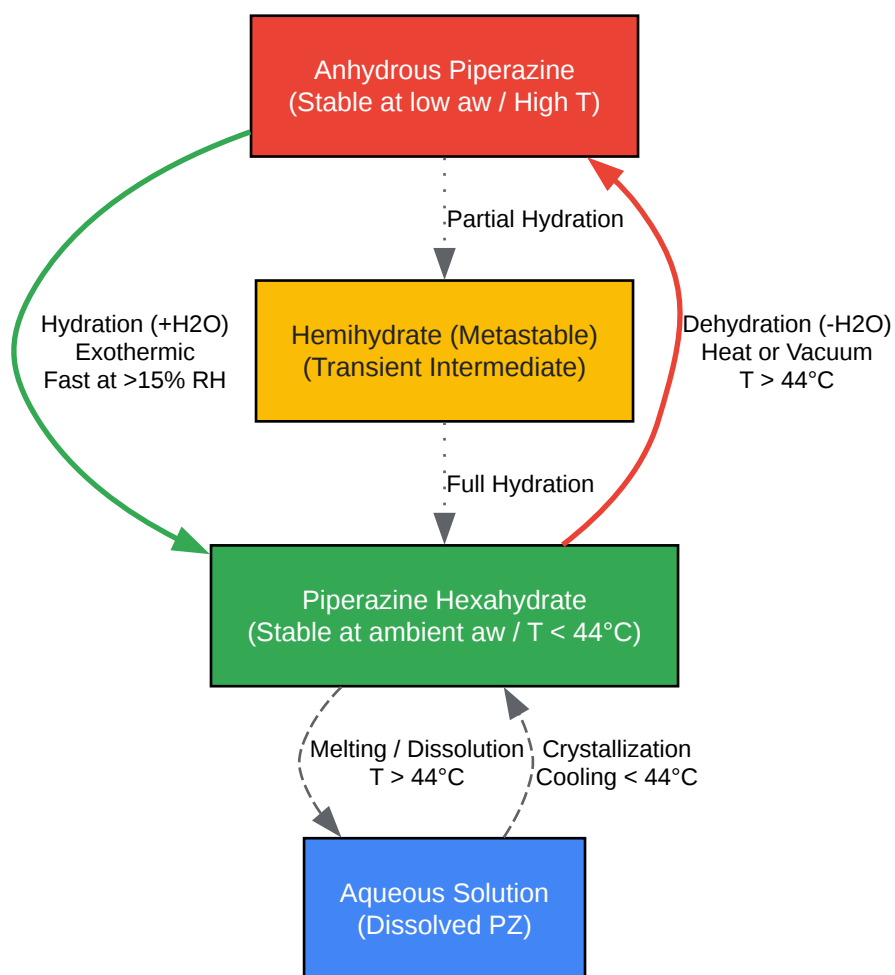 Anhydrous Piperazine
(Stable at low aw / High T)
Partial Hydration
Hydration (+H2O)
Exothermic
Fast at >15% RH
Hemihydrate (Metastable)
(Transient Intermediate)
Dehydration (-H2O)
Heat or Vacuum
T > 44°C
Full Hydration
Piperazine Hexahydrate
(Stable at ambient aw / T < 44°C)
Melting / Dissolution
T > 44°C
Crystallization
Cooling < 44°C
Aqueous Solution
(Dissolved PZ)